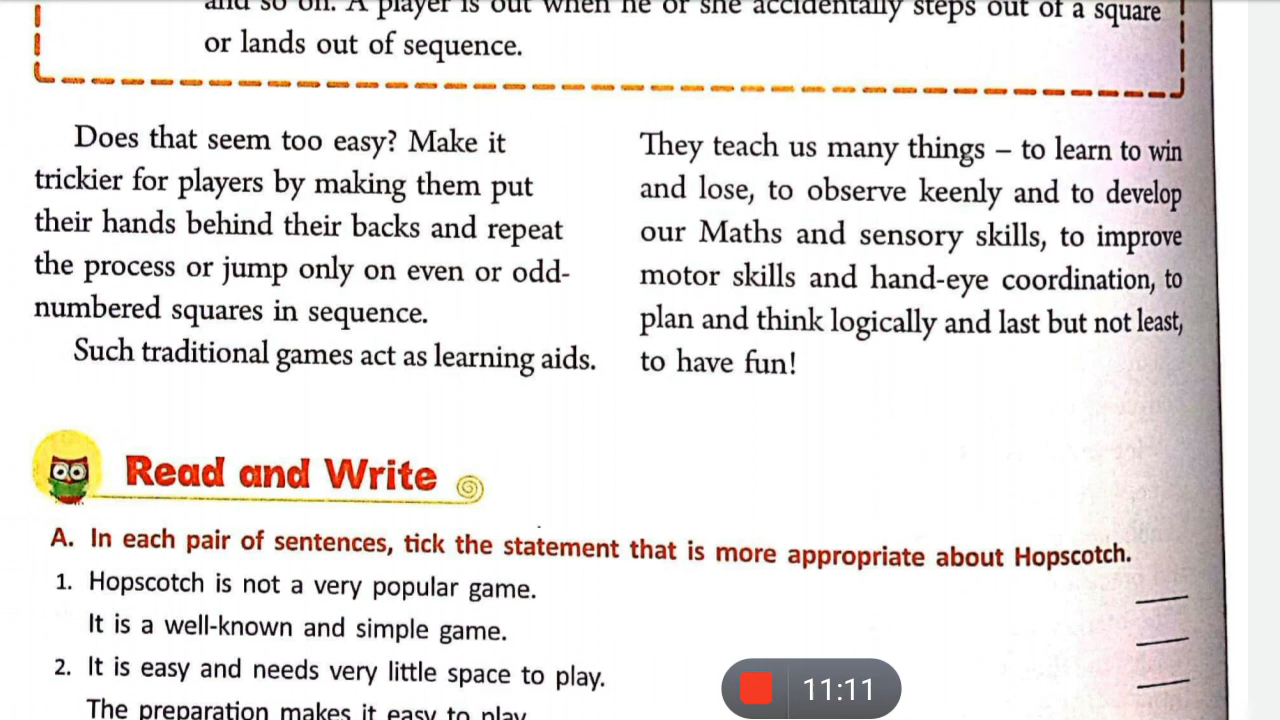 and so on. A player is out when he or she accidentally steps out of a square
or lands out of sequence.
Does that seem too easy? Make it
trickier for players by making them put
their hands behind their backs and repeat
the process or jump only on even or odd-
numbered squares in sequence.
Such traditional games act as learning aids.
They teach us many things – to learn to win
and lose, to observe keenly and to develop
our Maths and sensory skills, to improve
motor skills and hand-eye coordination, to
plan and think logically and last but not least,
to have fun!
Read and Write
A. In each pair of sentences, tick the statement that is more appropriate about Hopscotch.
1. Hopscotch is not a very popular game.
It is a well-known and simple game.
2. It is easy and needs very little space to play.
The preparation makes it easy to play.
11:11